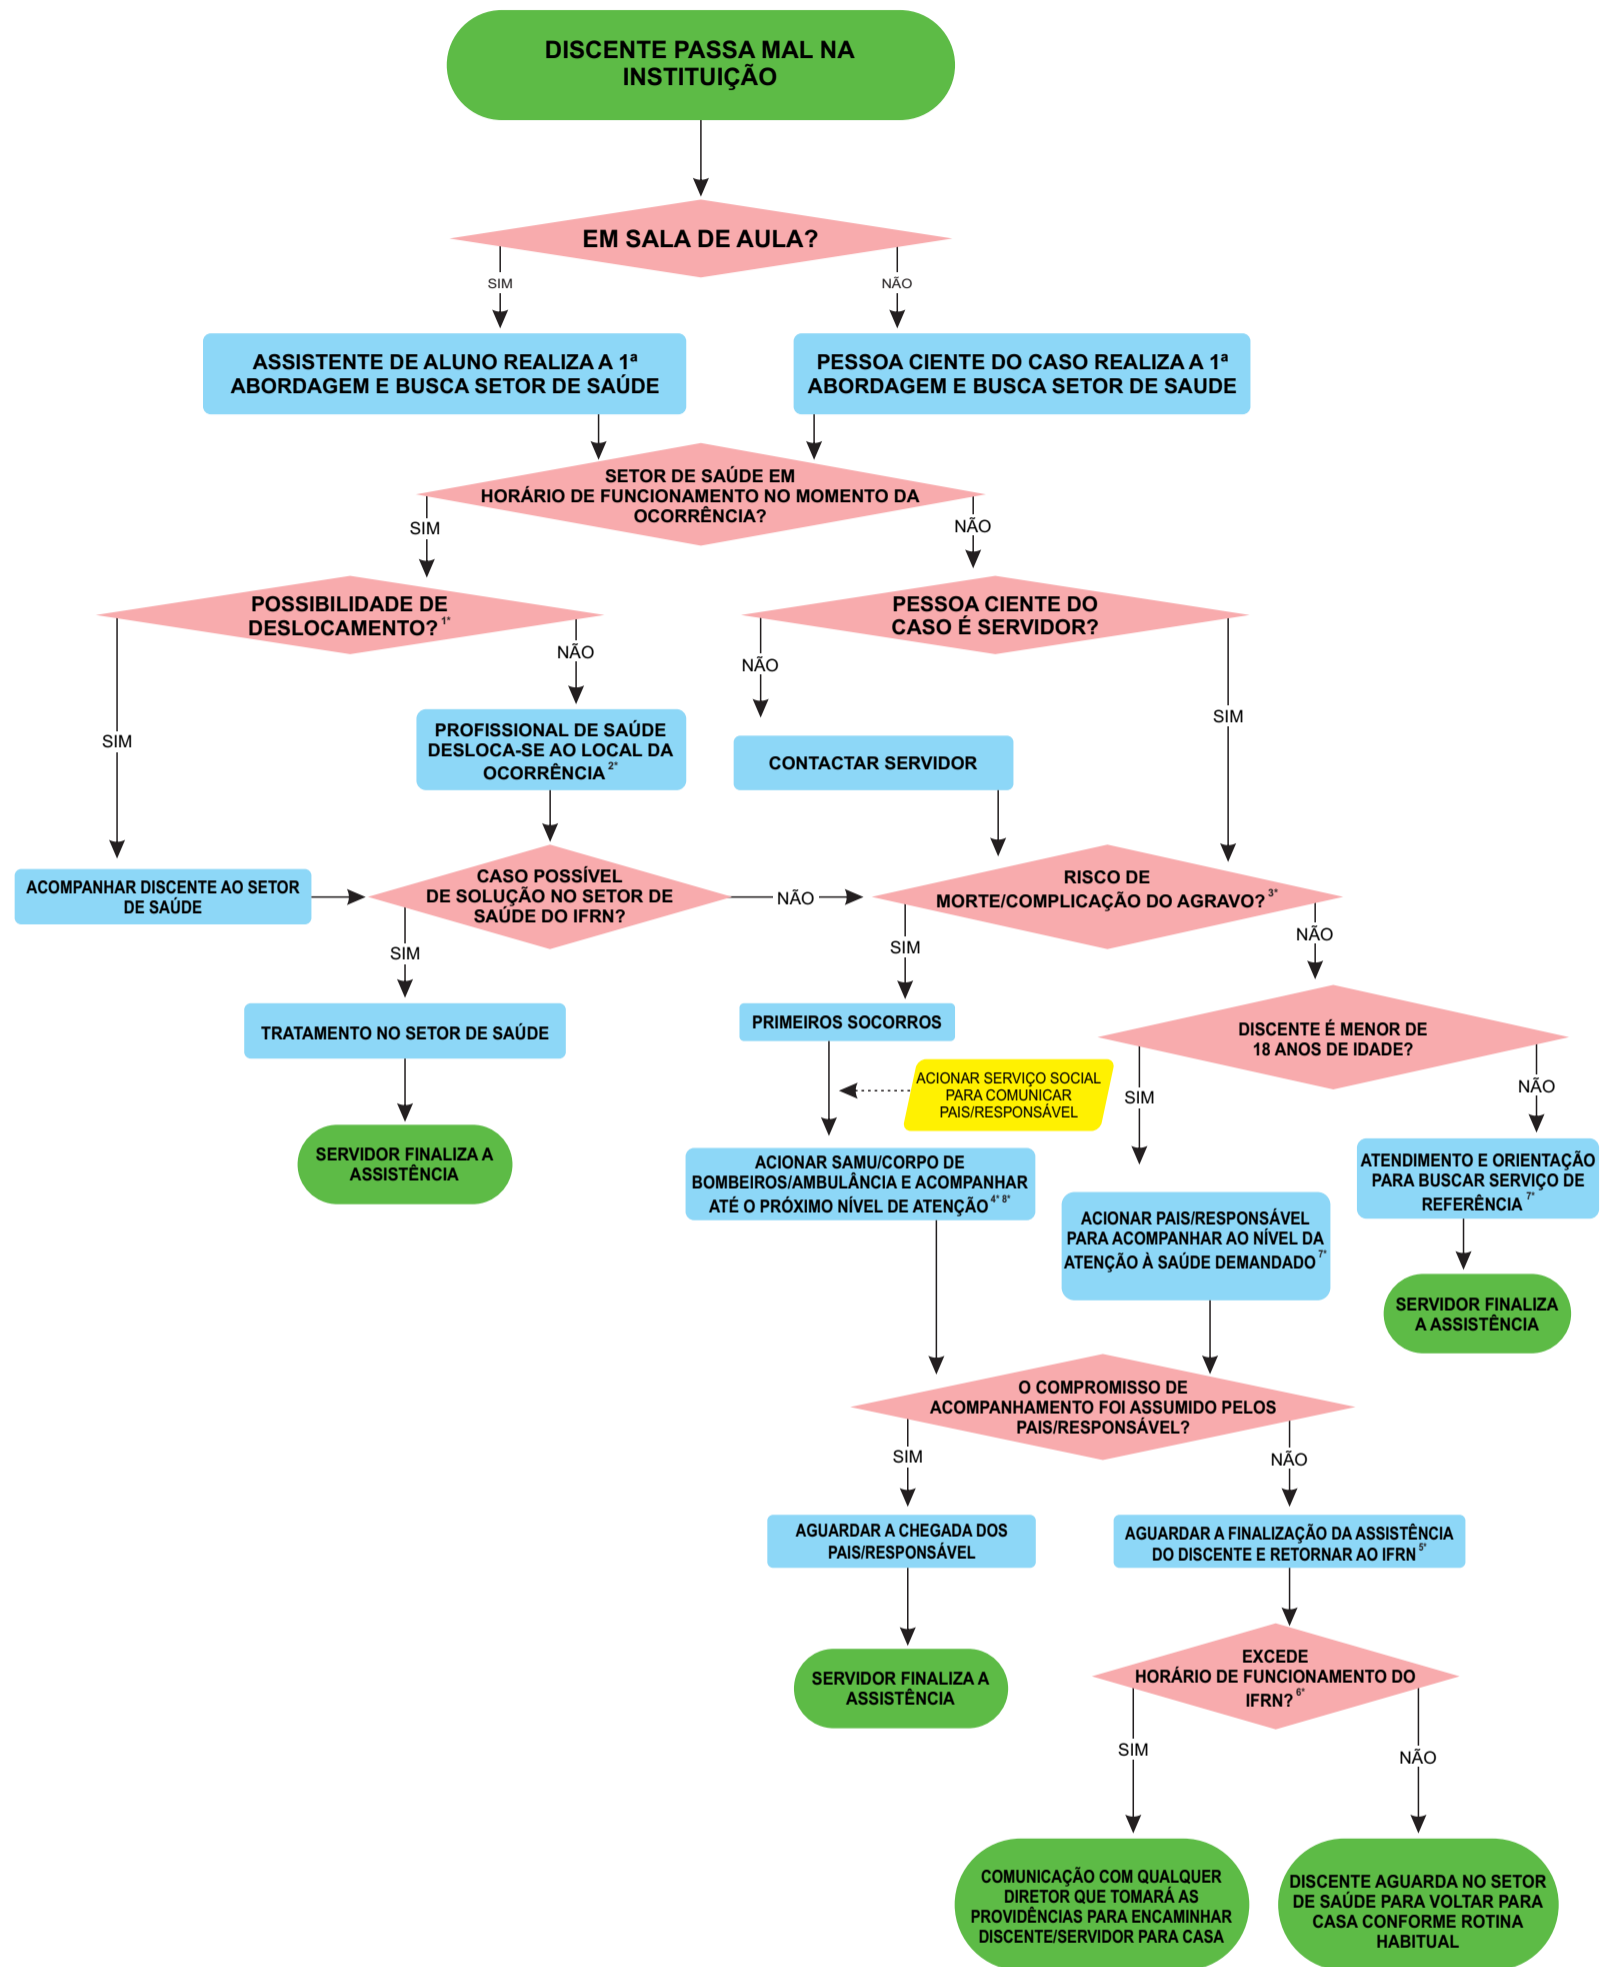 DISCENTE PASSA MAL NA
INSTITUIÇÃO
EM SALA DE AULA?
SIM
NÃO
ASSISTENTE DE ALUNO REALIZA A 1ª
ABORDAGEM E BUSCA SETOR DE SAÚDE
PESSOA CIENTE DO CASO REALIZA A 1ª
ABORDAGEM E BUSCA SETOR DE SAUDE
SETOR DE SAÚDE EM
HORÁRIO DE FUNCIONAMENTO NO MOMENTO DA
OCORRÊNCIA?
SIM
NÃO
POSSIBILIDADE DE
DESLOCAMENTO? 1*
PESSOA CIENTE DO
CASO É SERVIDOR?
NÃO
NÃO
SIM
SIM
PROFISSIONAL DE SAÚDE
DESLOCA-SE AO LOCAL DA
OCORRÊNCIA 2*
CONTACTAR SERVIDOR
ACOMPANHAR DISCENTE AO SETOR
DE SAÚDE
CASO POSSÍVEL
DE SOLUÇÃO NO SETOR DE
SAÚDE DO IFRN?
NÃO
RISCO DE
MORTE/COMPLICAÇÃO DO AGRAVO? 3*
SIM
SIM
NÃO
TRATAMENTO NO SETOR DE SAÚDE
PRIMEIROS SOCORROS
DISCENTE É MENOR DE
18 ANOS DE IDADE?
ACIONAR SERVIÇO SOCIAL
PARA COMUNICAR
PAIS/RESPONSÁVEL
SIM
NÃO
SERVIDOR FINALIZA A
ASSISTÊNCIA
ACIONAR SAMU/CORPO DE
BOMBEIROS/AMBULÂNCIA E ACOMPANHAR
ATÉ O PRÓXIMO NÍVEL DE ATENÇÃO 4* 8*
ATENDIMENTO E ORIENTAÇÃO
PARA BUSCAR SERVIÇO DE
REFERÊNCIA 7*
ACIONAR PAIS/RESPONSÁVEL
PARA ACOMPANHAR AO NÍVEL DA
ATENÇÃO À SAÚDE DEMANDADO 7*
SERVIDOR FINALIZA
A ASSISTÊNCIA
O COMPROMISSO DE
ACOMPANHAMENTO FOI ASSUMIDO PELOS
PAIS/RESPONSÁVEL?
SIM
NÃO
AGUARDAR A CHEGADA DOS
PAIS/RESPONSÁVEL
AGUARDAR A FINALIZAÇÃO DA ASSISTÊNCIA
DO DISCENTE E RETORNAR AO IFRN 5*
SERVIDOR FINALIZA A
ASSISTÊNCIA
EXCEDE
HORÁRIO DE FUNCIONAMENTO DO
IFRN? 6*
SIM
NÃO
COMUNICAÇÃO COM QUALQUER
DIRETOR QUE TOMARÁ AS
PROVIDÊNCIAS PARA ENCAMINHAR
DISCENTE/SERVIDOR PARA CASA
DISCENTE AGUARDA NO SETOR
DE SAÚDE PARA VOLTAR PARA
CASA CONFORME ROTINA
HABITUAL